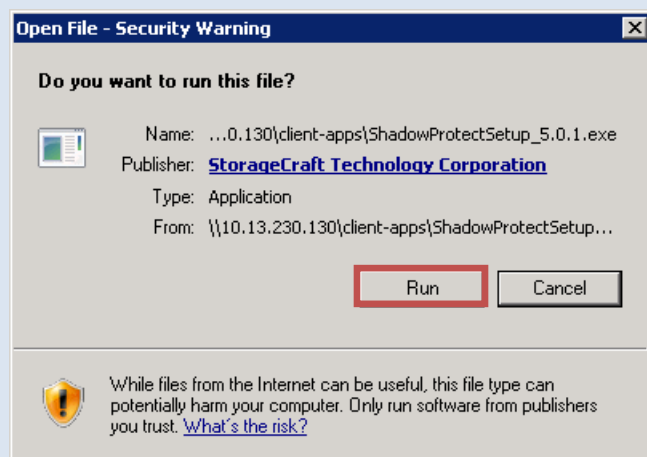 Open File - Security Warning
Do you want to run this file?
Name: ...0.130\client-apps\ShadowProtectSetup_5.0.1.exe
Publisher: StorageCraft Technology Corporation
Type: Application
From: \\10.13.230.130\client-apps\ShadowProtectSetup...
Run Cancel
While files from the Internet can be useful, this file type can
potentially harm your computer. Only run software from publishers
you trust. What's the risk?